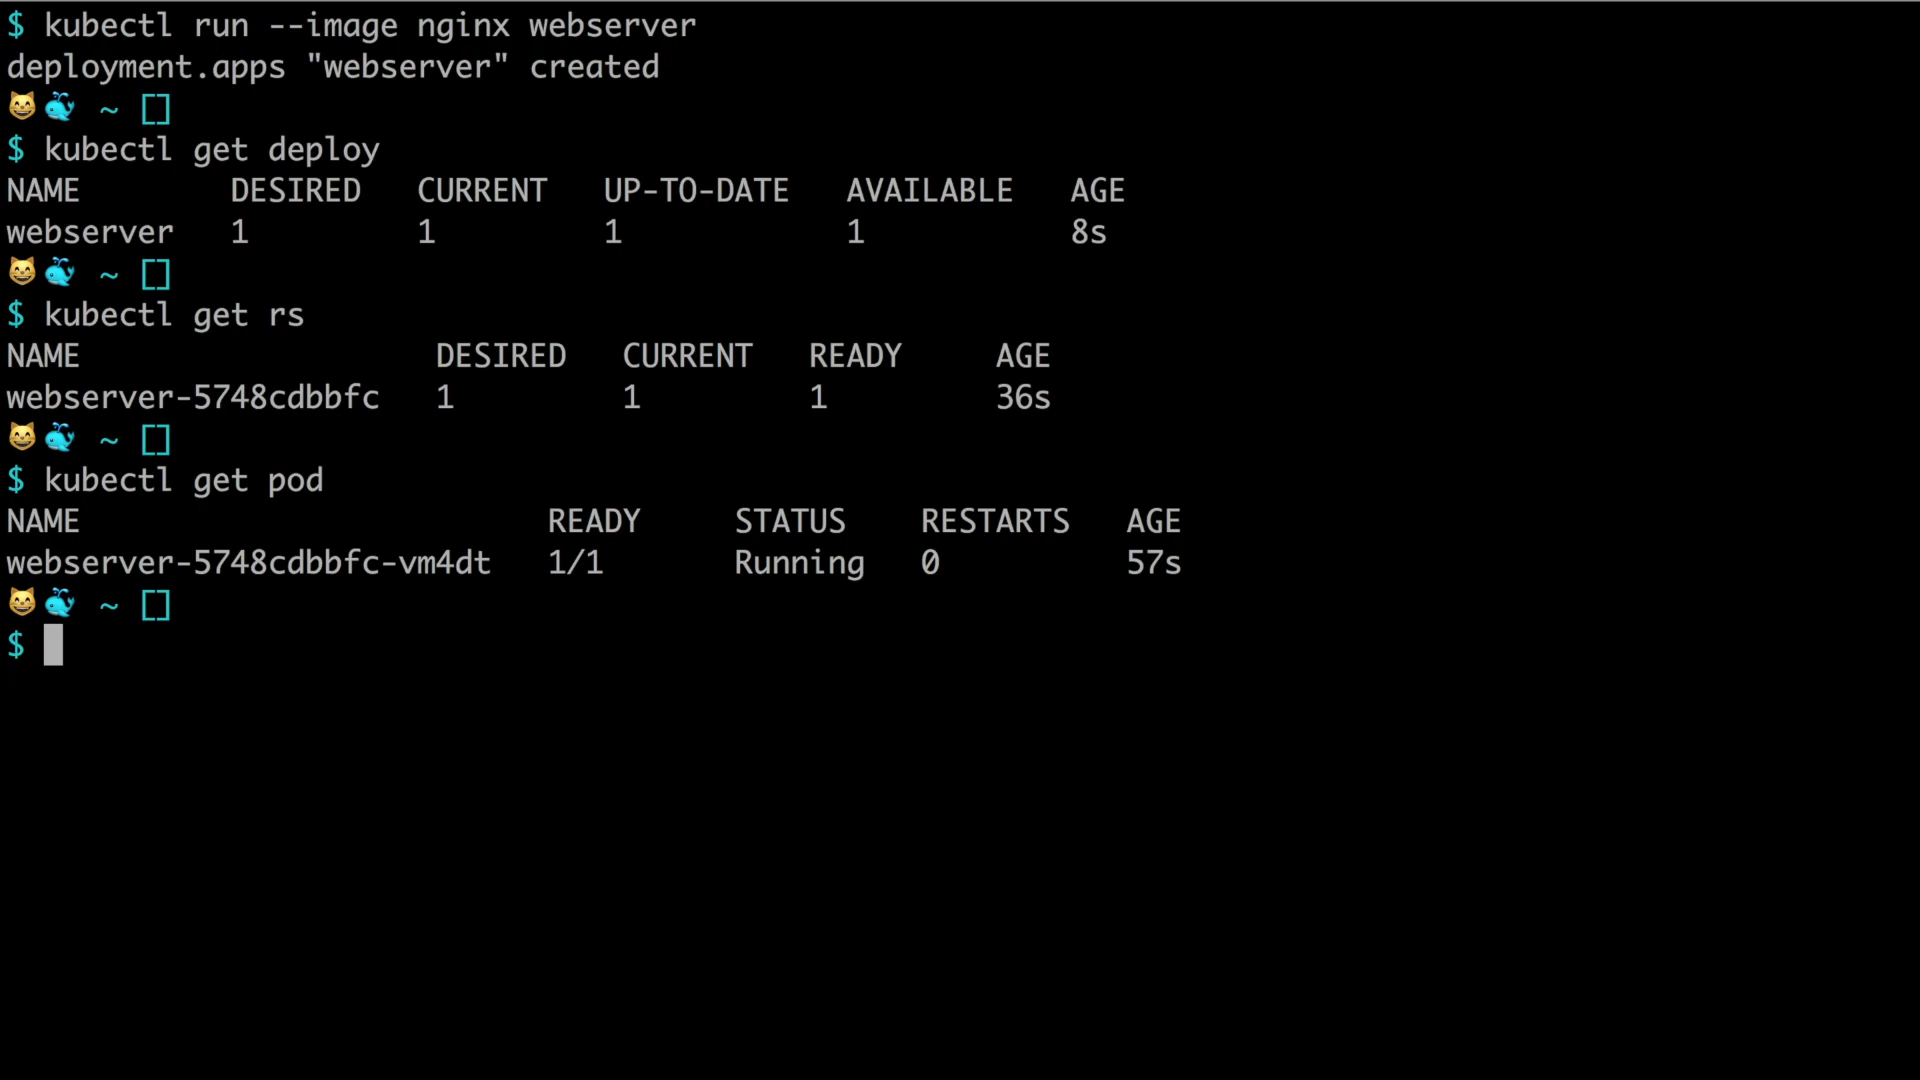 $ kubectl run --image nginx webserver
deployment.apps "webserver" created
😸🐳 ~ []
$ kubectl get deploy
NAME DESIRED CURRENT UP-TO-DATE AVAILABLE AGE
webserver 1 1 1 1 8s
😸🐳 ~ []
$ kubectl get rs
NAME DESIRED CURRENT READY AGE
webserver-5748cdbbfc 1 1 1 36s
😸🐳 ~ []
$ kubectl get pod
NAME READY STATUS RESTARTS AGE
webserver-5748cdbbfc-vm4dt 1/1 Running 0 57s
😸🐳 ~ []
$